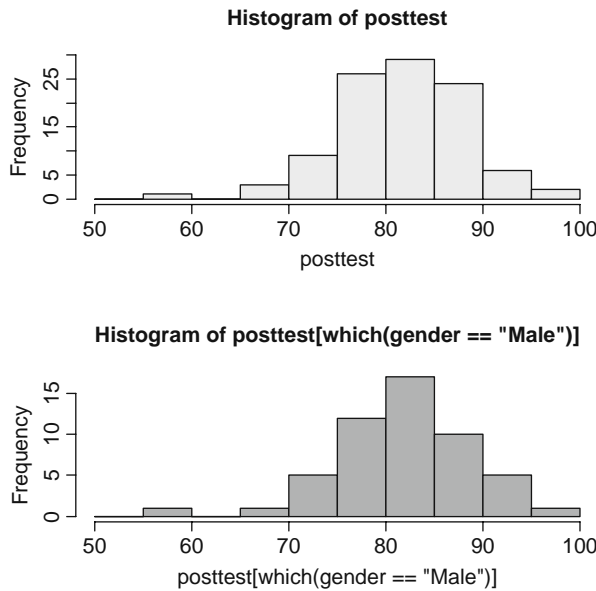 Histogram of posttest
Frequency
25
15
5
0
50 60 70 80 90 100
posttest
Histogram of posttest[which(gender == "Male")]
Frequency
15
10
5
0
50 60 70 80 90 100
posttest[which(gender == "Male")]